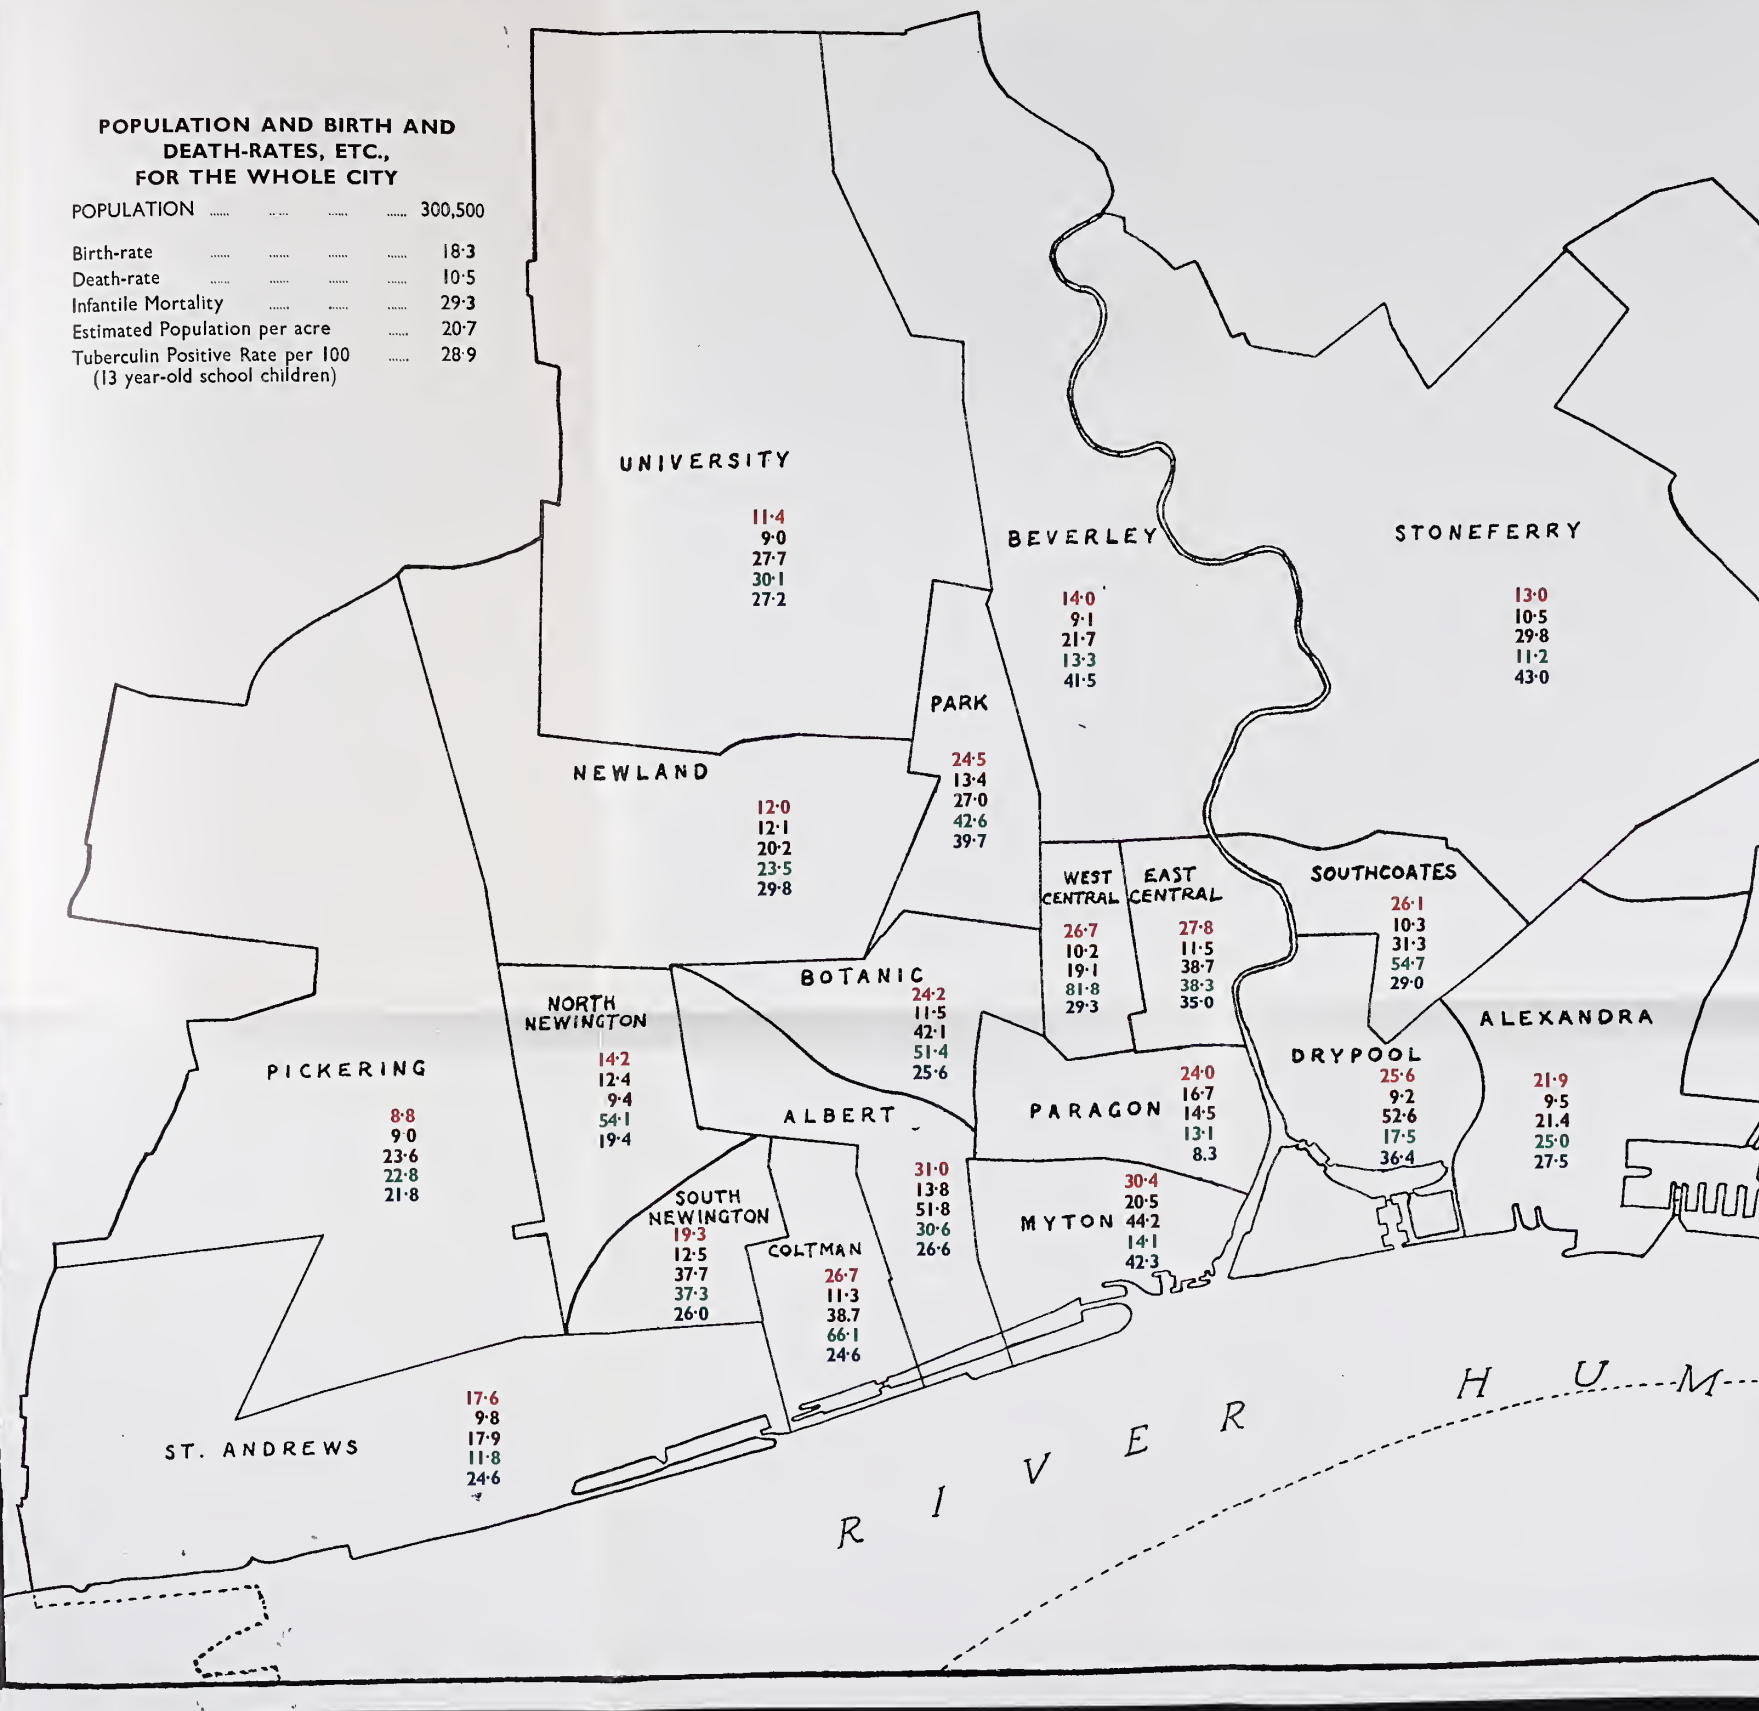 POPULATION AND BIRTH AND
DEATH-RATES, ETC.,
FOR THE WHOLE CITY
POPULATION ...... ...... ...... ...... 300,500
Birth-rate ...... ...... ...... ...... 18·3
Death-rate ...... ...... ...... ...... 10·5
Infantile Mortality ...... ...... ...... 29·3
Estimated Population per acre ...... 20·7
Tuberculin Positive Rate per 100 ...... 28·9
(13 year-old school children)
UNIVERSITY
11·4
9·0
27·7
30·1
27·2
BEVERLEY
14·0
9·1
21·7
13·3
41·5
STONEFERRY
13·0
10·5
29·8
11·2
43·0
PARK
24·5
13·4
27·0
42·6
39·7
NEWLAND
12·0
12·1
20·2
23·5
29·8
WEST
CENTRAL
26·7
10·2
19·1
81·8
29·3
EAST
CENTRAL
27·8
11·5
38·7
38·3
35·0
SOUTHCOATES
26·1
10·3
31·3
54·7
29·0
BOTANIC
24·2
11·5
42·1
51·4
25·6
NORTH
NEWINGTON
14·2
12·4
9·4
54·1
19·4
PICKERING
8·8
9·0
23·6
22·8
21·8
ALBERT
31·0
13·8
51·8
30·6
26·6
PARAGON
24·0
16·7
14·5
13·1
8.3
DRYPOOL
25·6
9·2
52·6
17·5
36·4
ALEXANDRA
21·9
9·5
21.4
25·0
27·5
SOUTH
NEWINGTON
19·3
12·5
37·7
37·3
26·0
COLTMAN
26·7
11·3
38.7
66·1
24·6
MYTON
30·4
20·5
44·2
14·1
42·3
ST. ANDREWS
17·6
9·8
17·9
11·8
24·6
RIVER HUM